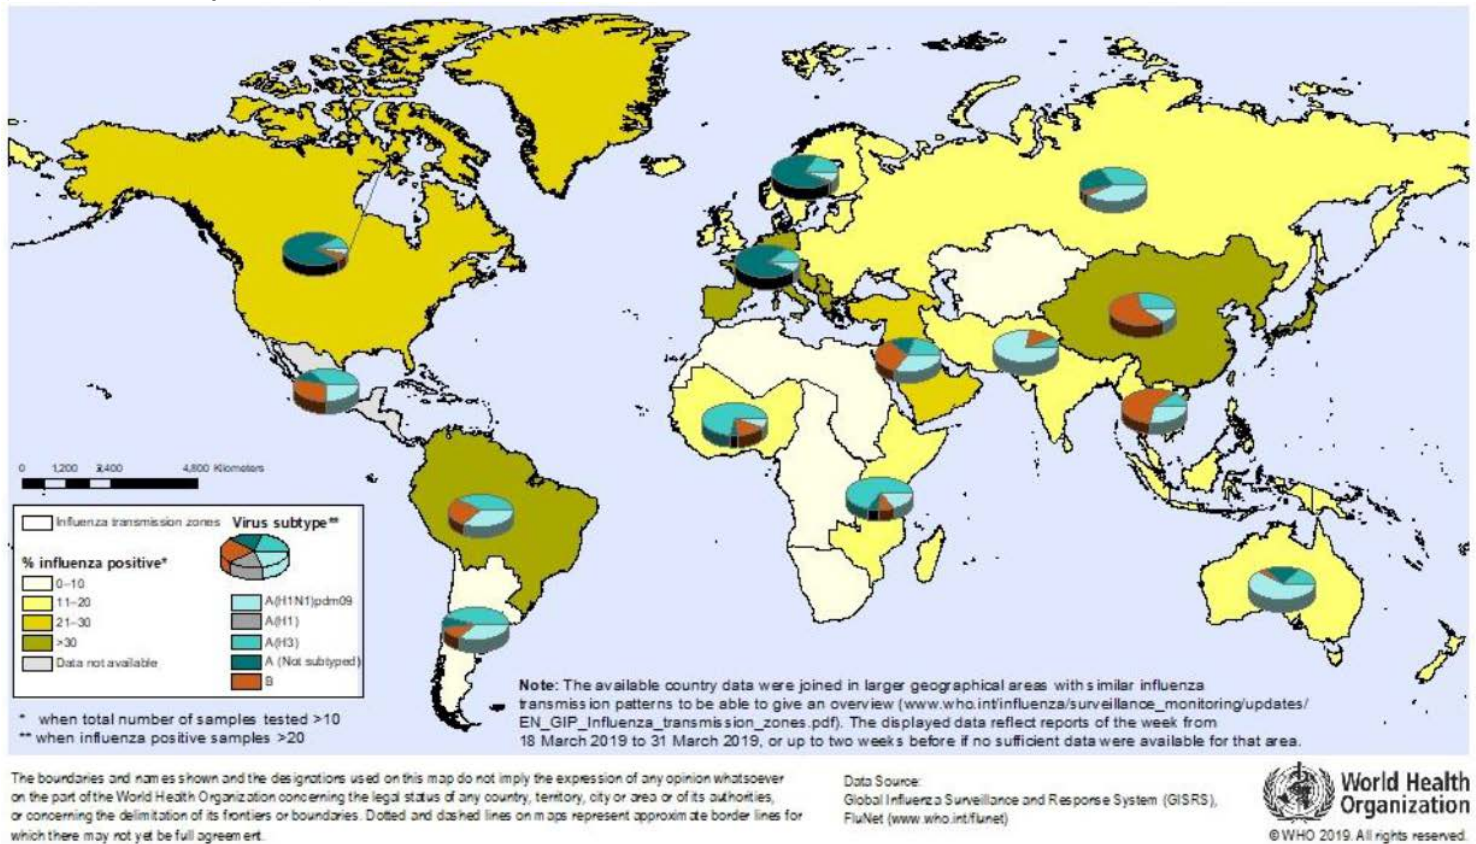 0 1,200 2,400 4,800 Kilometers
Influenza transmission zones
% influenza positive*
0–10
11–20
21–30
>30
Data not available
Virus subtype**
A(H1N1)pdm09
A(H1)
A(H3)
A (Not subtyped)
B
* when total number of samples tested >10
** when influenza positive samples >20
Note: The available country data were joined in larger geographical areas with similar influenza
transmission patterns to be able to give an overview (www.who.int/influenza/surveillance_monitoring/updates/
EN_GIP_Influenza_transmission_zones.pdf). The displayed data reflect reports of the week from
18 March 2019 to 31 March 2019, or up to two weeks before if no sufficient data were available for that area.
The boundaries and names shown and the designations used on this map do not imply the expression of any opinion whatsoever
on the part of the World Health Organization concerning the legal status of any country, territory, city or area or of its authorities,
or concerning the delimitation of its frontiers or boundaries. Dotted and dashed lines on maps represent approximate border lines for
which there may not yet be full agreement.
Data Source:
Global Influenza Surveillance and Response System (GISRS),
FluNet (www.who.int/flunet)
World Health
Organization
© WHO 2019. All rights reserved.